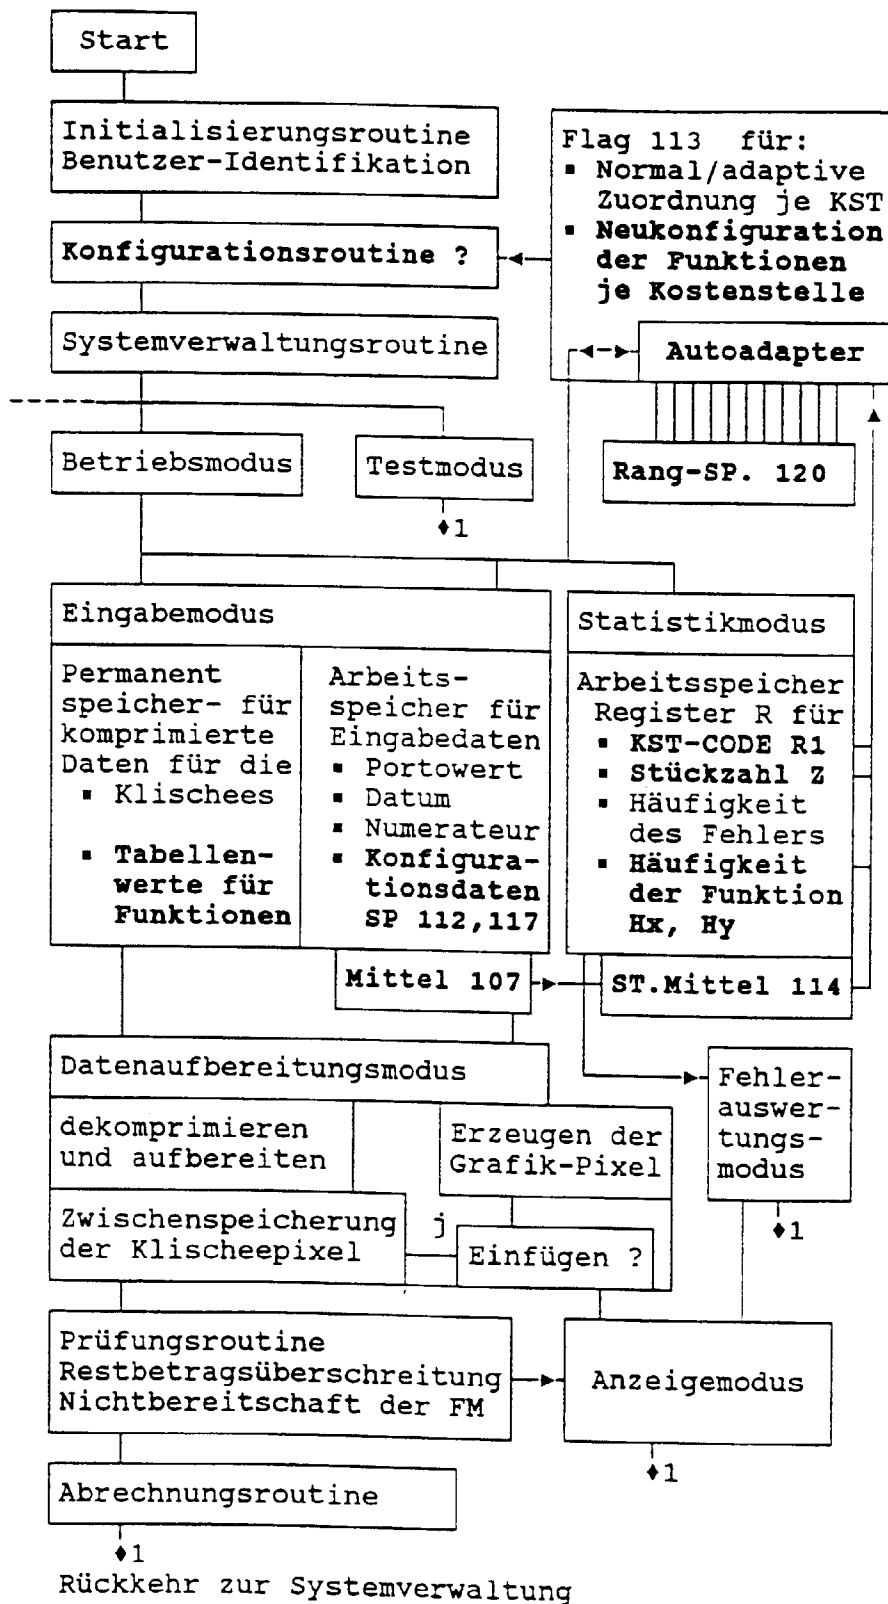 Start
Initialisierungsroutine
Benutzer-Identifikation
Flag 113 für:
▪ Normal/adaptive
Zuordnung je KST
▪ Neukonfiguration
der Funktionen
je Kostenstelle
Konfigurationsroutine ?
Systemverwaltungsroutine
Autoadapter
Rang-SP. 120
Betriebsmodus
Testmodus
♦1
Eingabemodus
Permanent
speicher- für
komprimierte
Daten für die
▪ Klischees
▪ Tabellen-
werte für
Funktionen
Arbeits-
speicher für
Eingabedaten
▪ Portowert
▪ Datum
▪ Numerateur
▪ Konfigura-
tionsdaten
SP 112,117
Mittel 107
Statistikmodus
Arbeitsspeicher
Register R für
▪ KST-CODE R1
▪ Stückzahl Z
▪ Häufigkeit
des Fehlers
▪ Häufigkeit
der Funktion
Hx, Hy
ST.Mittel 114
Datenaufbereitungsmodus
dekomprimieren
und aufbereiten
Erzeugen der
Grafik-Pixel
Zwischenspeicherung
der Klischeepixel
j
Einfügen ?
Fehler-
auswer-
tungs-
modus
♦1
Prüfungsroutine
Restbetragsüberschreitung
Nichtbereitschaft der FM
Anzeigemodus
♦1
Abrechnungsroutine
♦1
Rückkehr zur Systemverwaltung